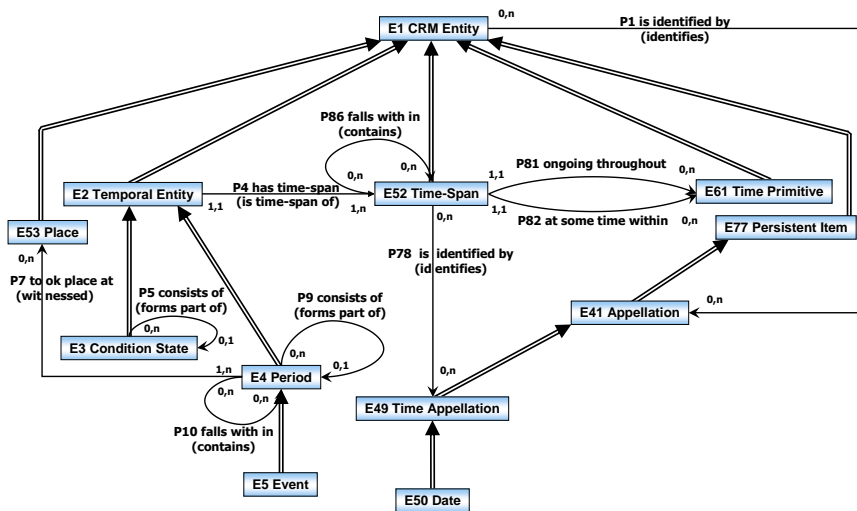 0,n
P1 is identified by
(identifies)
E1 CRM Entity
P86 falls with in
(contains)
0,n
0,n
E2 Temporal Entity
1,1
P4 has time-span
(is time-span of)
1,n
E52 Time-Span
0,n
1,1
1,1
P81 ongoing throughout
0,n
P82 at some time within
0,n
E61 Time Primitive
E77 Persistent Item
E53 Place
0,n
P7 to ok place at
(witnessed)
P78  is identified by
(identifies)
P5 consists of
(forms part of)
0,n
0,1
E3 Condition State
P9 consists of
(forms part of)
0,n
0,1
E41 Appellation
0,n
1,n
E4 Period
0,n
0,n
P10 falls with in
(contains)
0,n
E49 Time Appellation
E5 Event
E50 Date